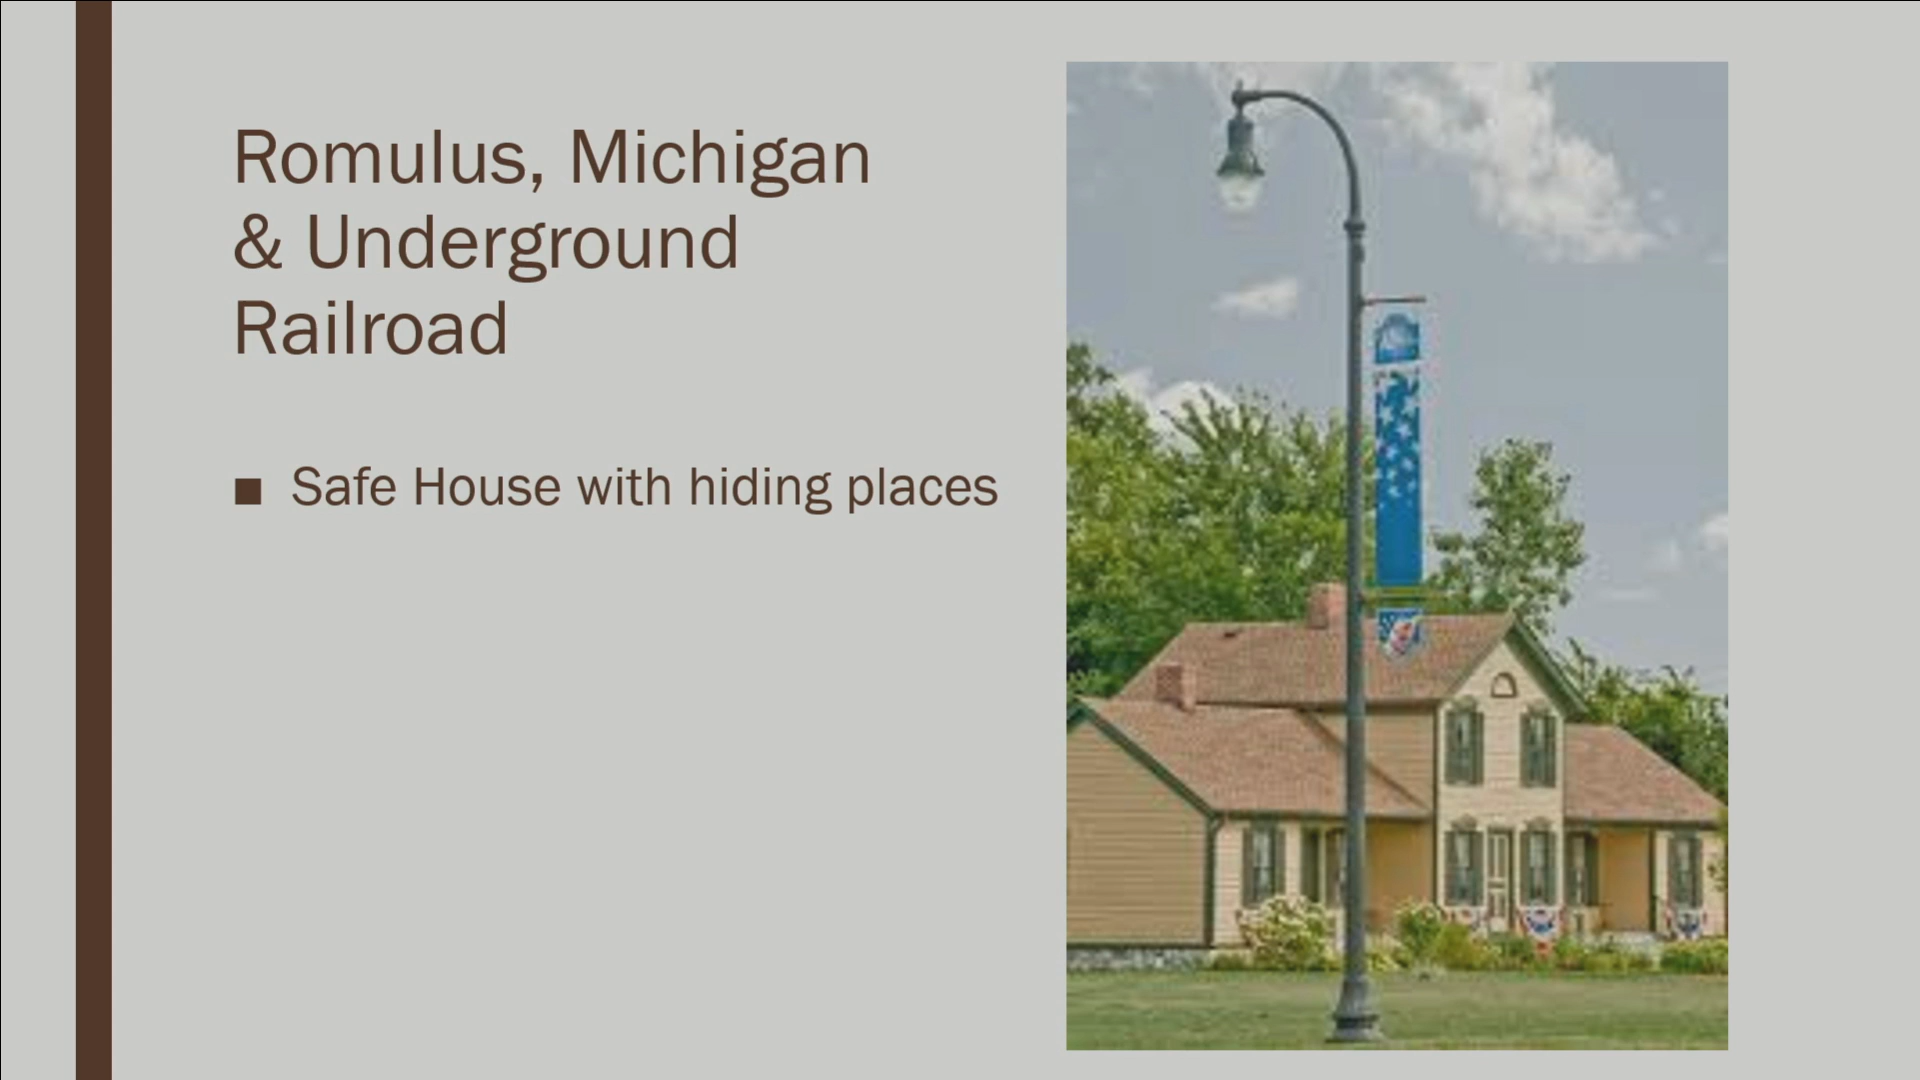 Romulus, Michigan
& Underground
Railroad
■ Safe House with hiding places